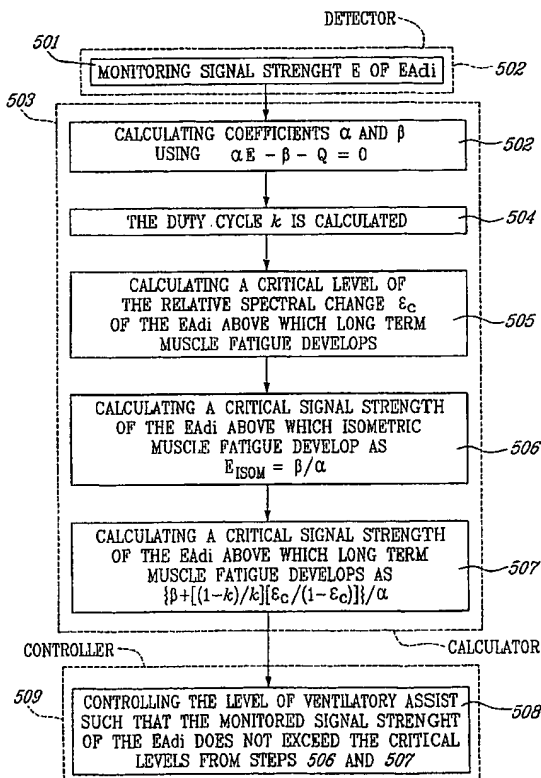 DETECTOR
501
MONITORING SIGNAL STRENGHT E OF EAdi
502
503
CALCULATING COEFFICIENTS α AND β
USING αE - β - Q = 0
502
THE DUTY CYCLE k IS CALCULATED
504
CALCULATING A CRITICAL LEVEL OF
THE RELATIVE SPECTRAL CHANGE εC
OF THE EAdi ABOVE WHICH LONG TERM
MUSCLE FATIGUE DEVELOPS
505
CALCULATING A CRITICAL SIGNAL STRENGTH
OF THE EAdi ABOVE WHICH ISOMETRIC
MUSCLE FATIGUE DEVELOP AS
EISOM = β/α
506
CALCULATING A CRITICAL SIGNAL STRENGTH
OF THE EAdi ABOVE WHICH LONG TERM
MUSCLE FATIGUE DEVELOPS AS
{β+[(1-k)/k][εC/(1-εC)]}/α
507
CONTROLLER
CALCULATOR
509
CONTROLLING THE LEVEL OF VENTILATORY ASSIST
SUCH THAT THE MONITORED SIGNAL STRENGHT
OF THE EAdi DOES NOT EXCEED THE CRITICAL
LEVELS FROM STEPS 506 AND 507
508